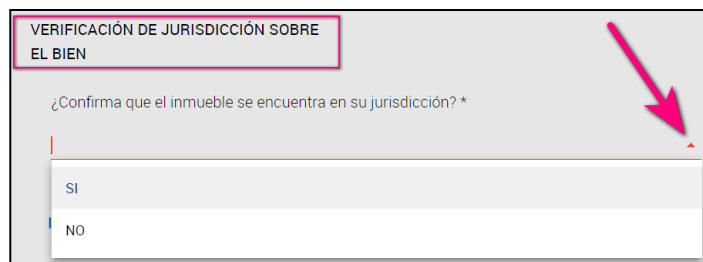 VERIFICACIÓN DE JURISDICCIÓN SOBRE
EL BIEN
¿Confirma que el inmueble se encuentra en su jurisdicción? *
SI
NO